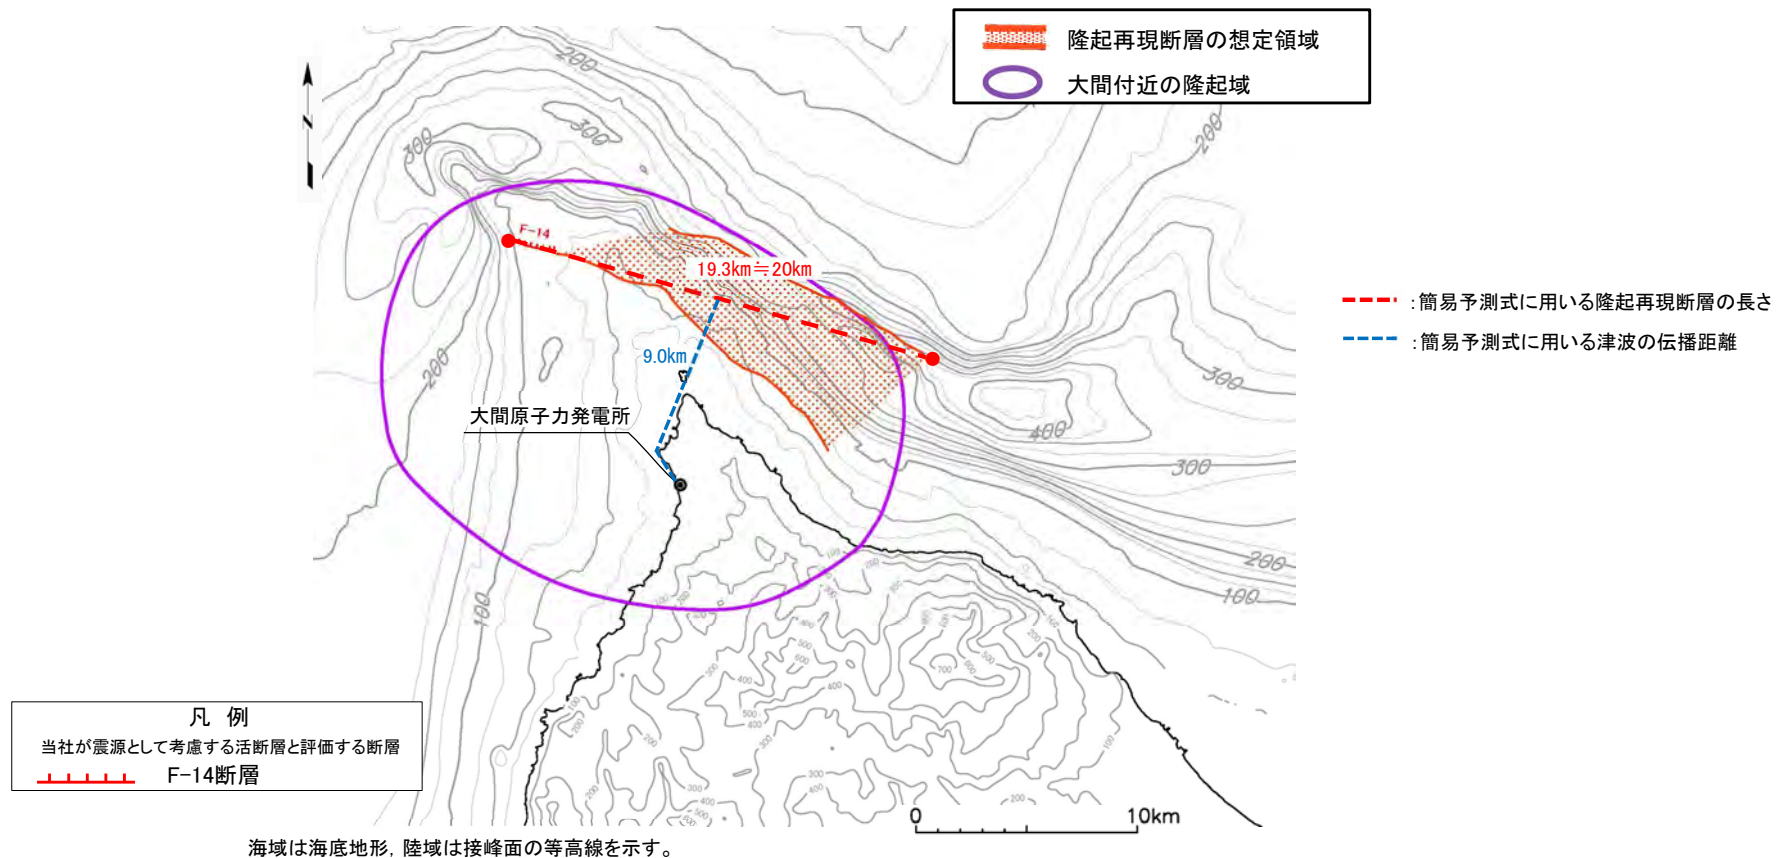 隆起再現断層の想定領域
大間付近の隆起域
N
200
300
300
200
F-14
19.3km≒20km
:簡易予測式に用いる隆起再現断層の長さ
:簡易予測式に用いる津波の伝播距離
9.0km
200
300
大間原子力発電所
400
300
200
100
100
凡 例
当社が震源として考慮する活断層と評価する断層
F-14断層
0
10km
海域は海底地形, 陸域は接峰面の等高線を示す。